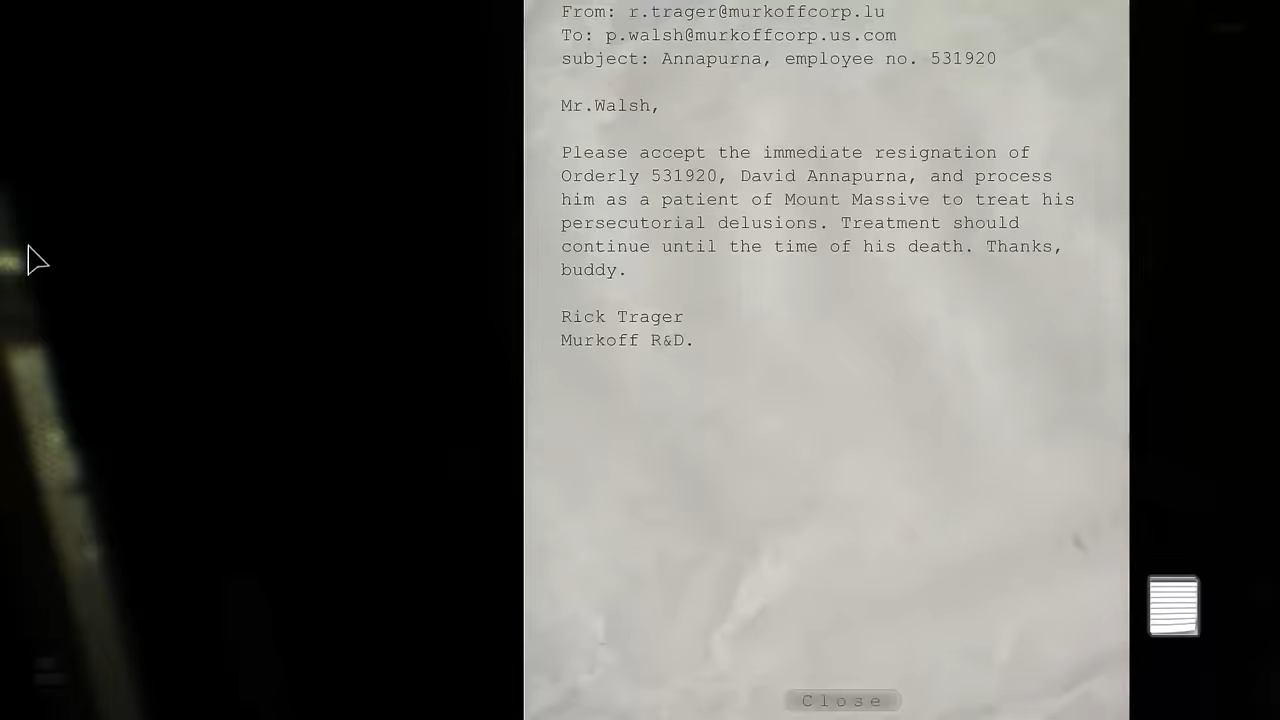 From: r.trager@murkoffcorp.lu
To: p.walsh@murkoffcorp.us.com
subject: Annapurna, employee no. 531920
Mr.Walsh,
Please accept the immediate resignation of
Orderly 531920, David Annapurna, and process
him as a patient of Mount Massive to treat his
persecutorial delusions. Treatment should
continue until the time of his death. Thanks,
buddy.
Rick Trager
Murkoff R&D.
Close